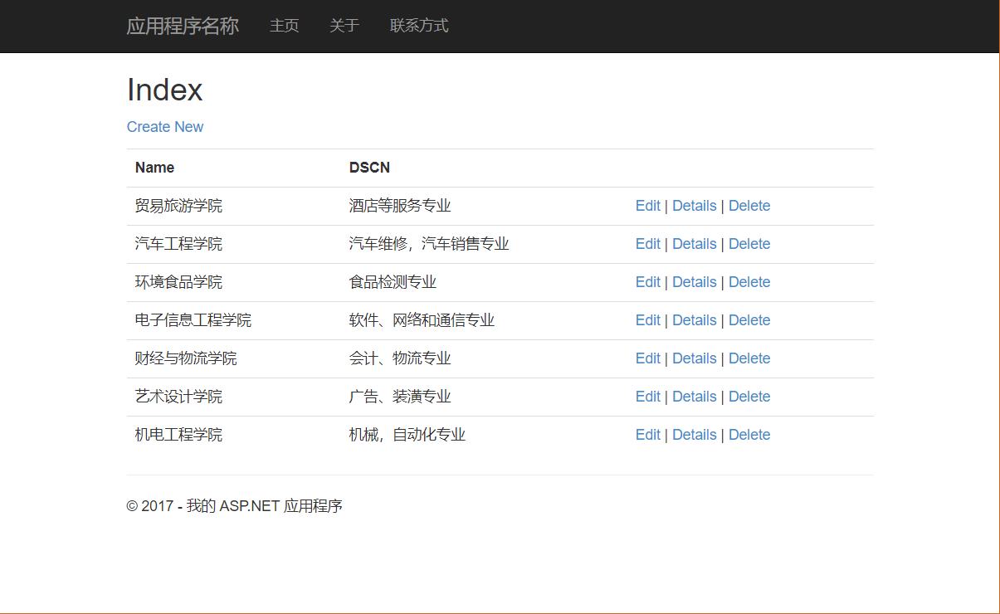 应用程序名称 主页 关于 联系方式
Index
Create New
Name DSCN
贸易旅游学院 酒店等服务专业 Edit | Details | Delete
汽车工程学院 汽车维修，汽车销售专业 Edit | Details | Delete
环境食品学院 食品检测专业 Edit | Details | Delete
电子信息工程学院 软件、网络和通信专业 Edit | Details | Delete
财经与物流学院 会计、物流专业 Edit | Details | Delete
艺术设计学院 广告、装潢专业 Edit | Details | Delete
机电工程学院 机械，自动化专业 Edit | Details | Delete
© 2017 - 我的 ASP.NET 应用程序